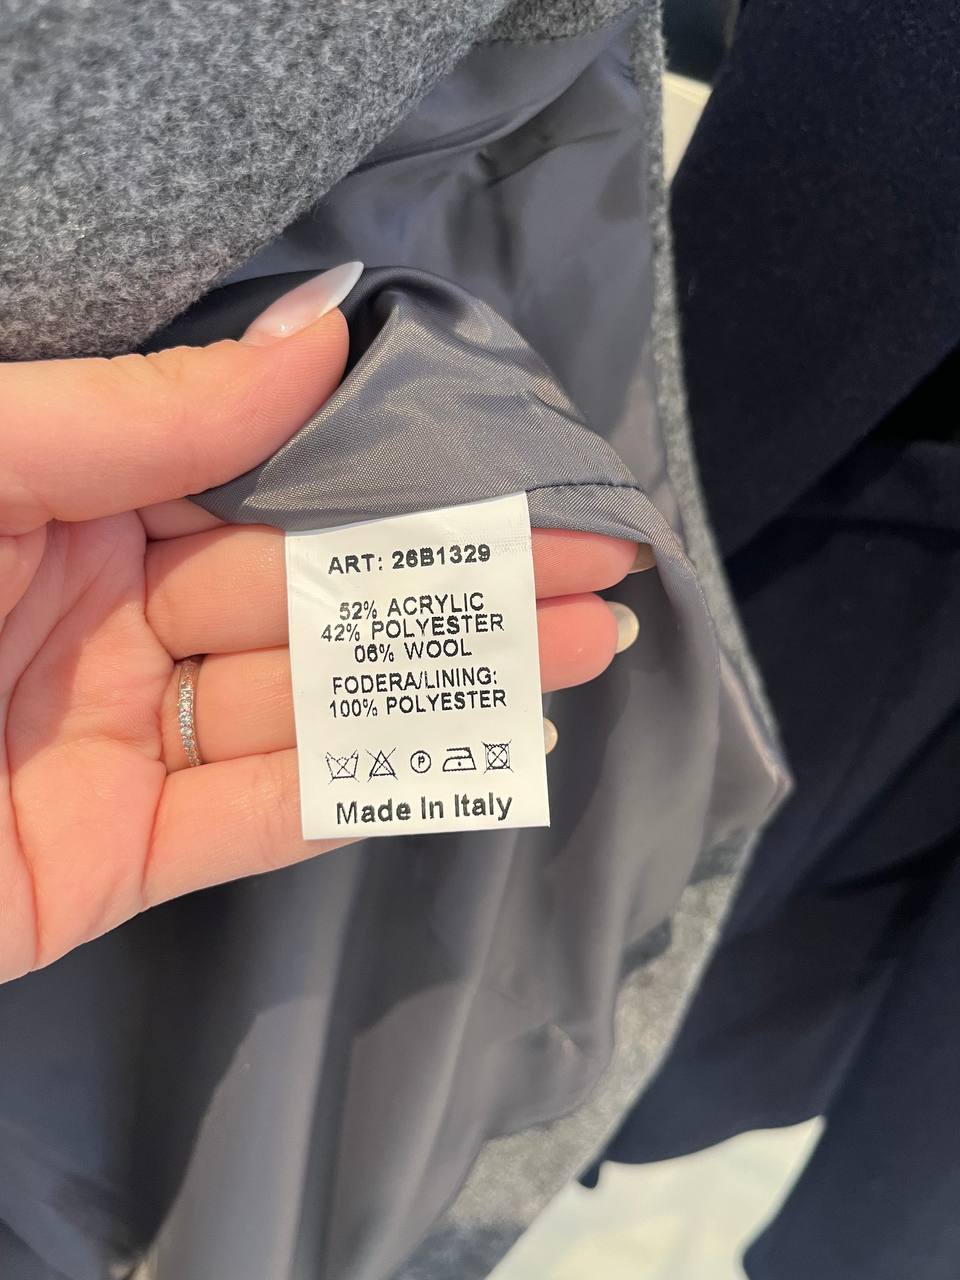 ART: 26B1329
52% ACRYLIC
42% POLYESTER
06% WOOL
FODERA/LINING:
100% POLYESTER
P
Made In Italy